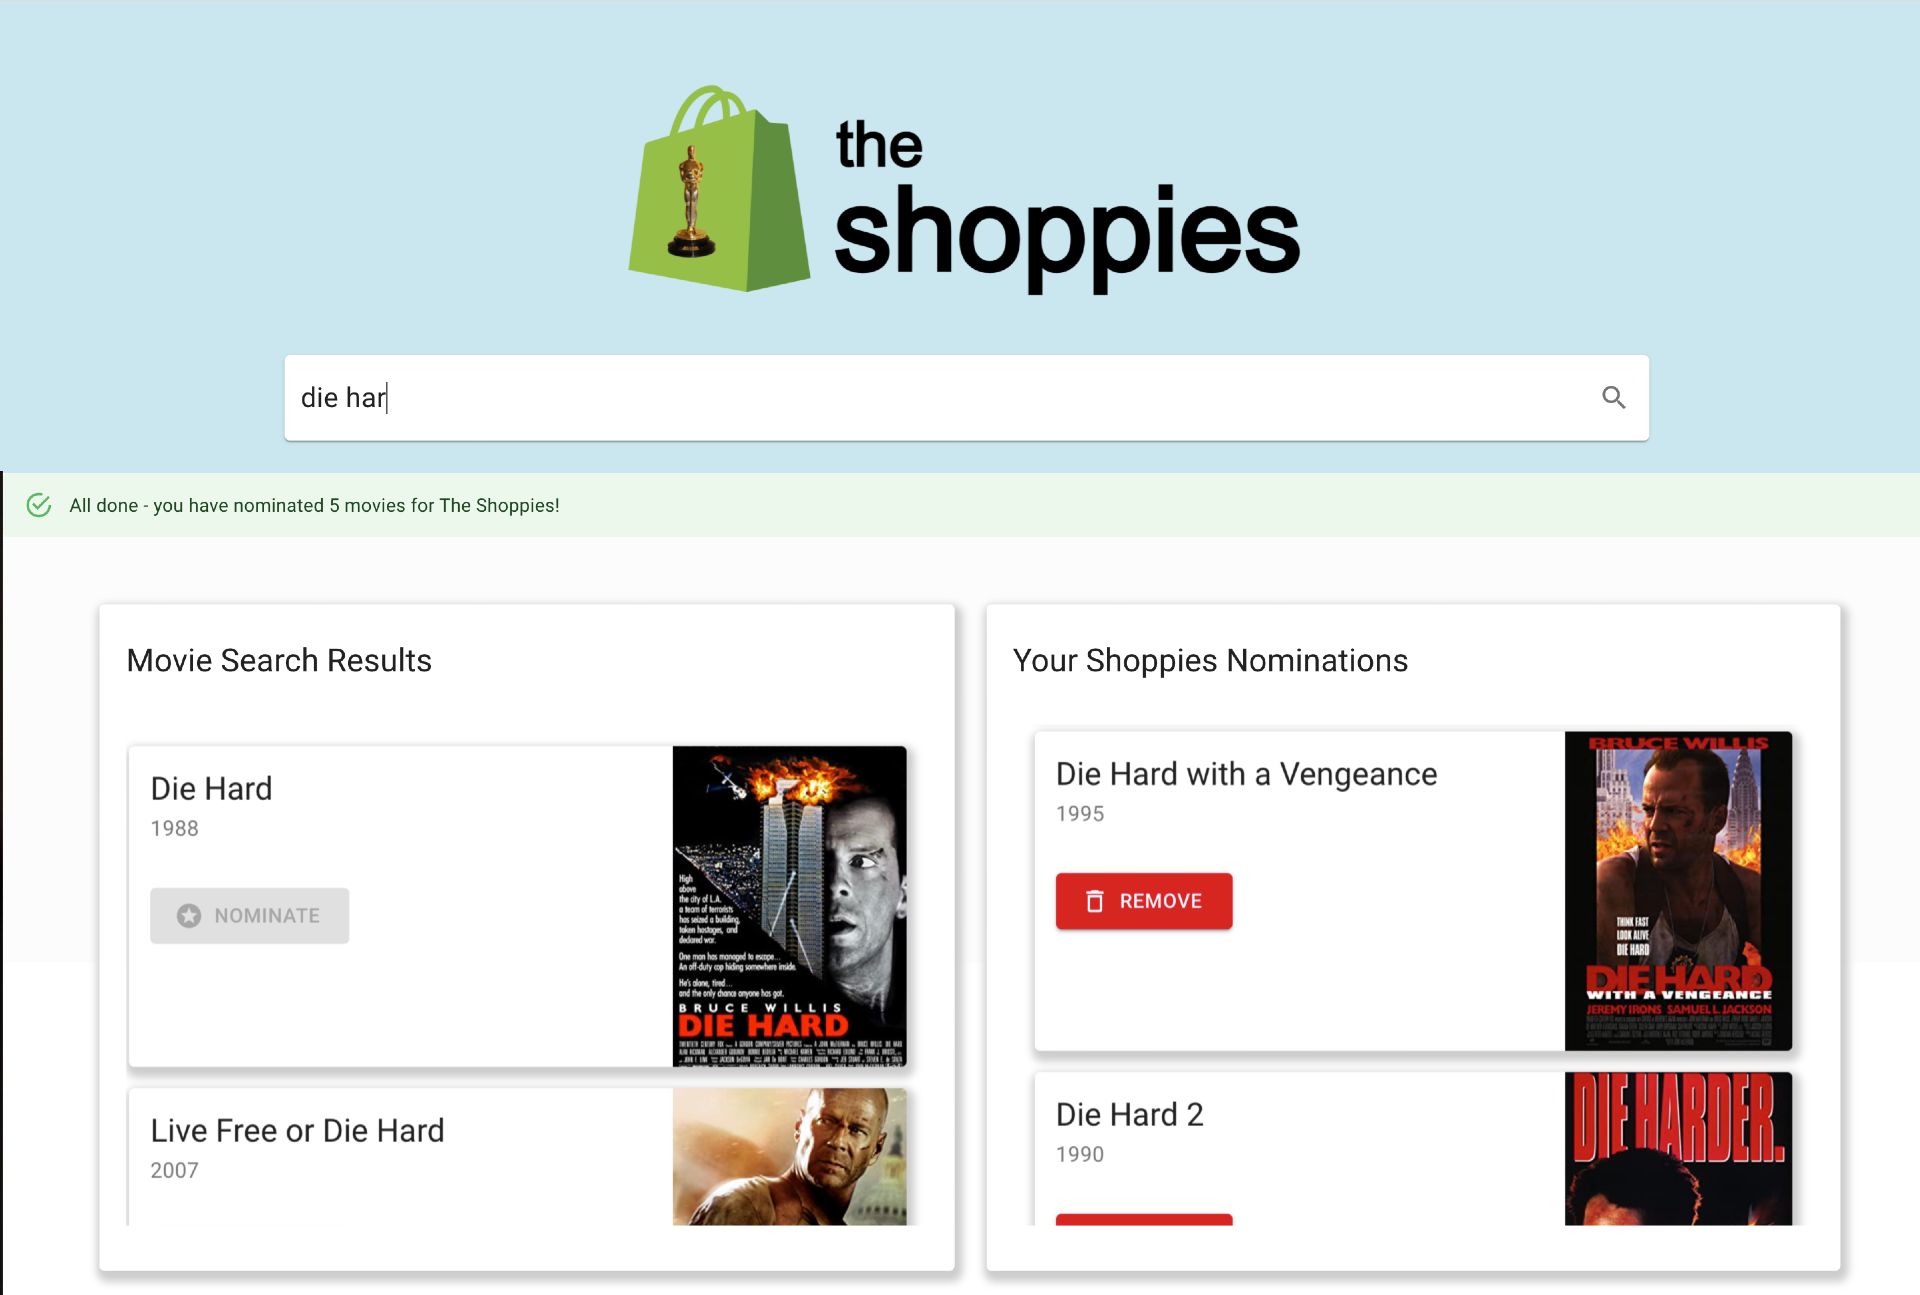 the
shoppies
die har
All done - you have nominated 5 movies for The Shoppies!
Movie Search Results
Die Hard
1988
NOMINATE
High
above
the city of L.A.
a team of terrorists
has seized a building,
taken hostages, and
declared war.
One man has managed to escape...
An off-duty cop hiding somewhere inside.
He's alone, tired...
and the only chance anyone has got.
BRUCE WILLIS
DIE HARD
Live Free or Die Hard
2007
Your Shoppies Nominations
Die Hard with a Vengeance
1995
REMOVE
BRUCE WILLIS
THINK FAST
LOOK ALIVE
DIE HARD
DIE HARD
WITH A VENGEANCE
JEREMY IRONS SAMUEL L. JACKSON
Die Hard 2
1990
DIE HARDER.